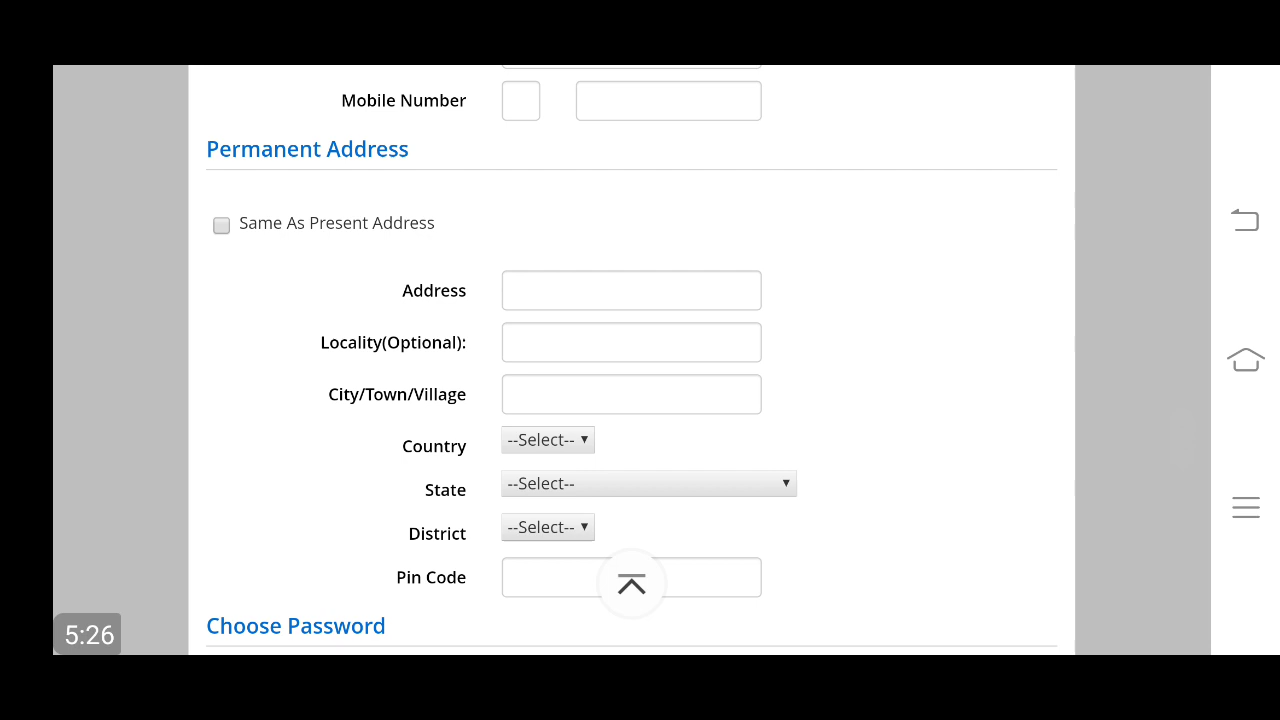 Mobile Number
Permanent Address
Same As Present Address
Address
Locality(Optional):
City/Town/Village
Country --Select--
State --Select--
District --Select--
Pin Code
Choose Password
5:26